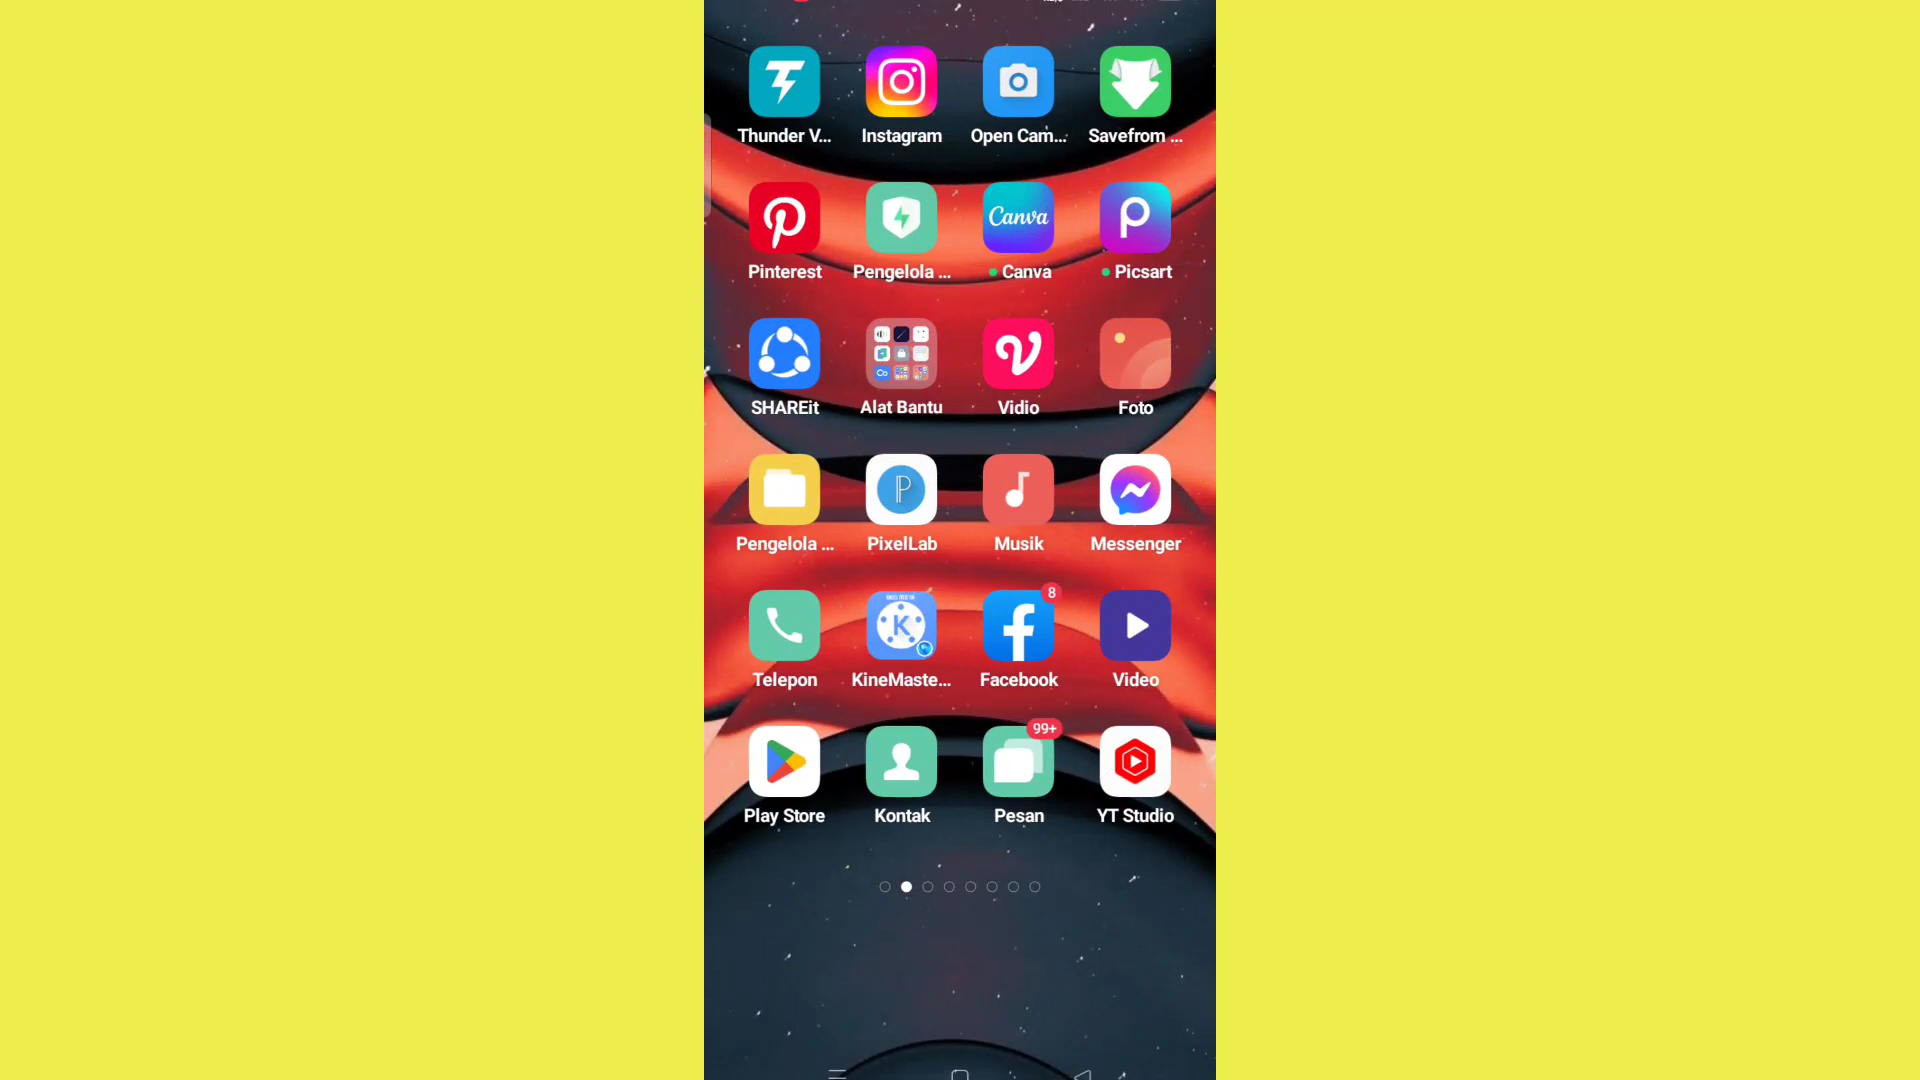 Thunder V...
Instagram
Open Cam...
Savefrom ...
Canva
Pinterest
Pengelola ...
Canva
Picsart
SHAREit
Alat Bantu
Vidio
Foto
Pengelola ...
PixelLab
Musik
Messenger
8
Telepon
K
KineMaste...
Facebook
Video
99+
Play Store
Kontak
Pesan
YT Studio